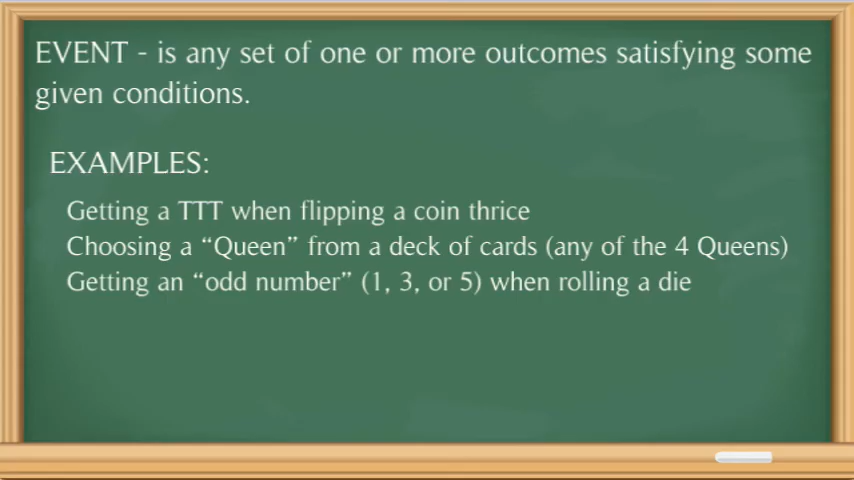 EVENT - is any set of one or more outcomes satisfying some
given conditions.
EXAMPLES:
Getting a TTT when flipping a coin thrice
Choosing a “Queen” from a deck of cards (any of the 4 Queens)
Getting an “odd number” (1, 3, or 5) when rolling a die